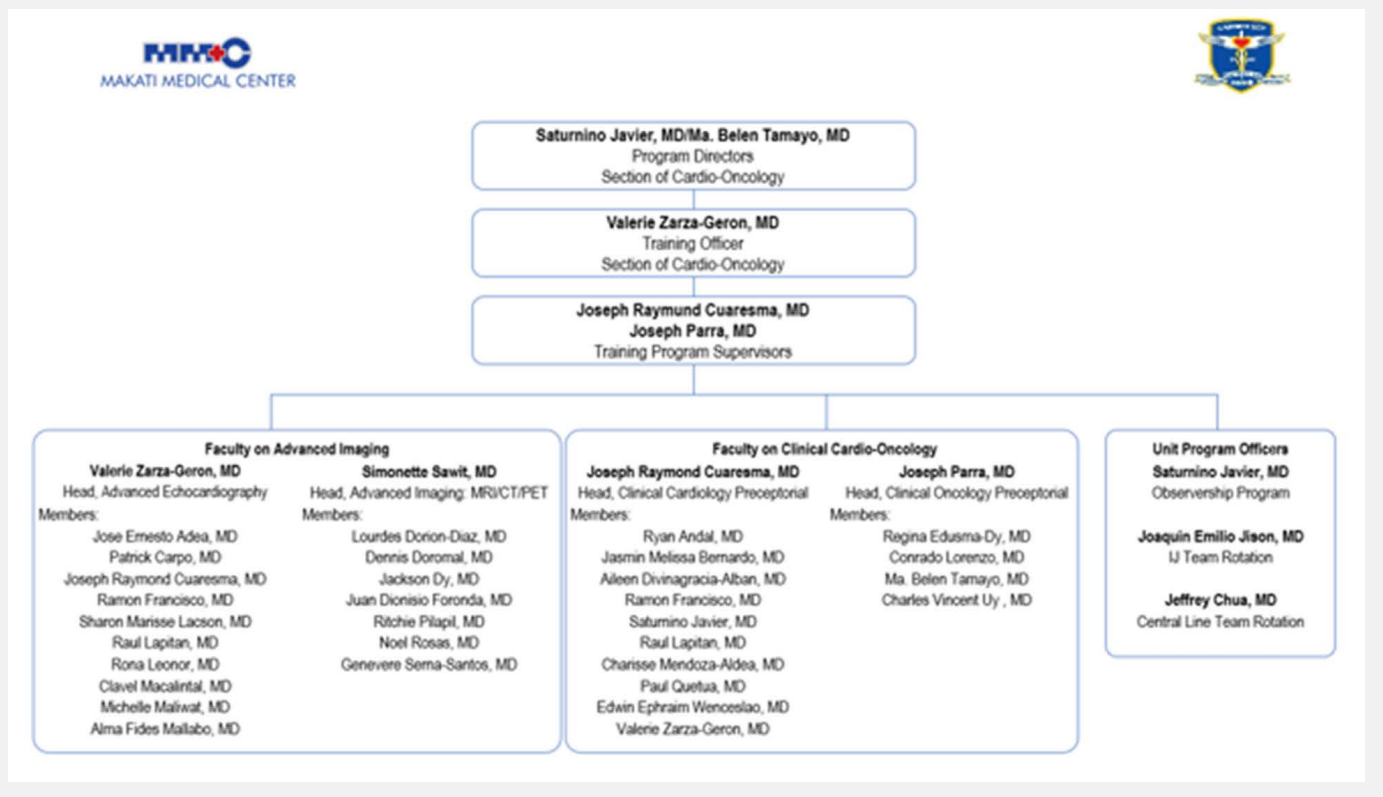 MMC
MAKATI MEDICAL CENTER
Saturnino Javier, MD/Ma. Belen Tamayo, MD
Program Directors
Section of Cardio-Oncology
Valerie Zarza-Geron, MD
Training Officer
Section of Cardio-Oncology
Joseph Raymund Cuaresma, MD
Joseph Parra, MD
Training Program Supervisors
Faculty on Advanced Imaging
Valerie Zarza-Geron, MD
Head, Advanced Echocardiography
Members:
Jose Ernesto Adea, MD
Patrick Carpo, MD
Joseph Raymond Cuaresma, MD
Ramon Francisco, MD
Sharon Marisse Lacson, MD
Raul Lapitan, MD
Rona Leonor, MD
Clavel Macalintal, MD
Michelle Maliwat, MD
Alma Fides Mallabo, MD
Simonette Sawit, MD
Head, Advanced Imaging: MRI/CT/PET
Members:
Lourdes Dorion-Diaz, MD
Dennis Doromal, MD
Jackson Dy, MD
Juan Dionisio Foronda, MD
Ritchie Pilapil, MD
Noel Rosas, MD
Genevere Serna-Santos, MD
Faculty on Clinical Cardio-Oncology
Joseph Raymond Cuaresma, MD
Head, Clinical Cardiology Preceptorial
Members:
Ryan Andal, MD
Jasmin Melissa Bernardo, MD
Aileen Divinagracia-Alban, MD
Ramon Francisco, MD
Saturnino Javier, MD
Raul Lapitan, MD
Charisse Mendoza-Aldea, MD
Paul Quetua, MD
Edwin Ephraim Wenceslao, MD
Valerie Zarza-Geron, MD
Joseph Parra, MD
Head, Clinical Oncology Preceptorial
Members:
Regina Edusma-Dy, MD
Conrado Lorenzo, MD
Ma. Belen Tamayo, MD
Charles Vincent Uy , MD
Unit Program Officers
Saturnino Javier, MD
Observership Program
Joaquin Emilio Jison, MD
IJ Team Rotation
Jeffrey Chua, MD
Central Line Team Rotation